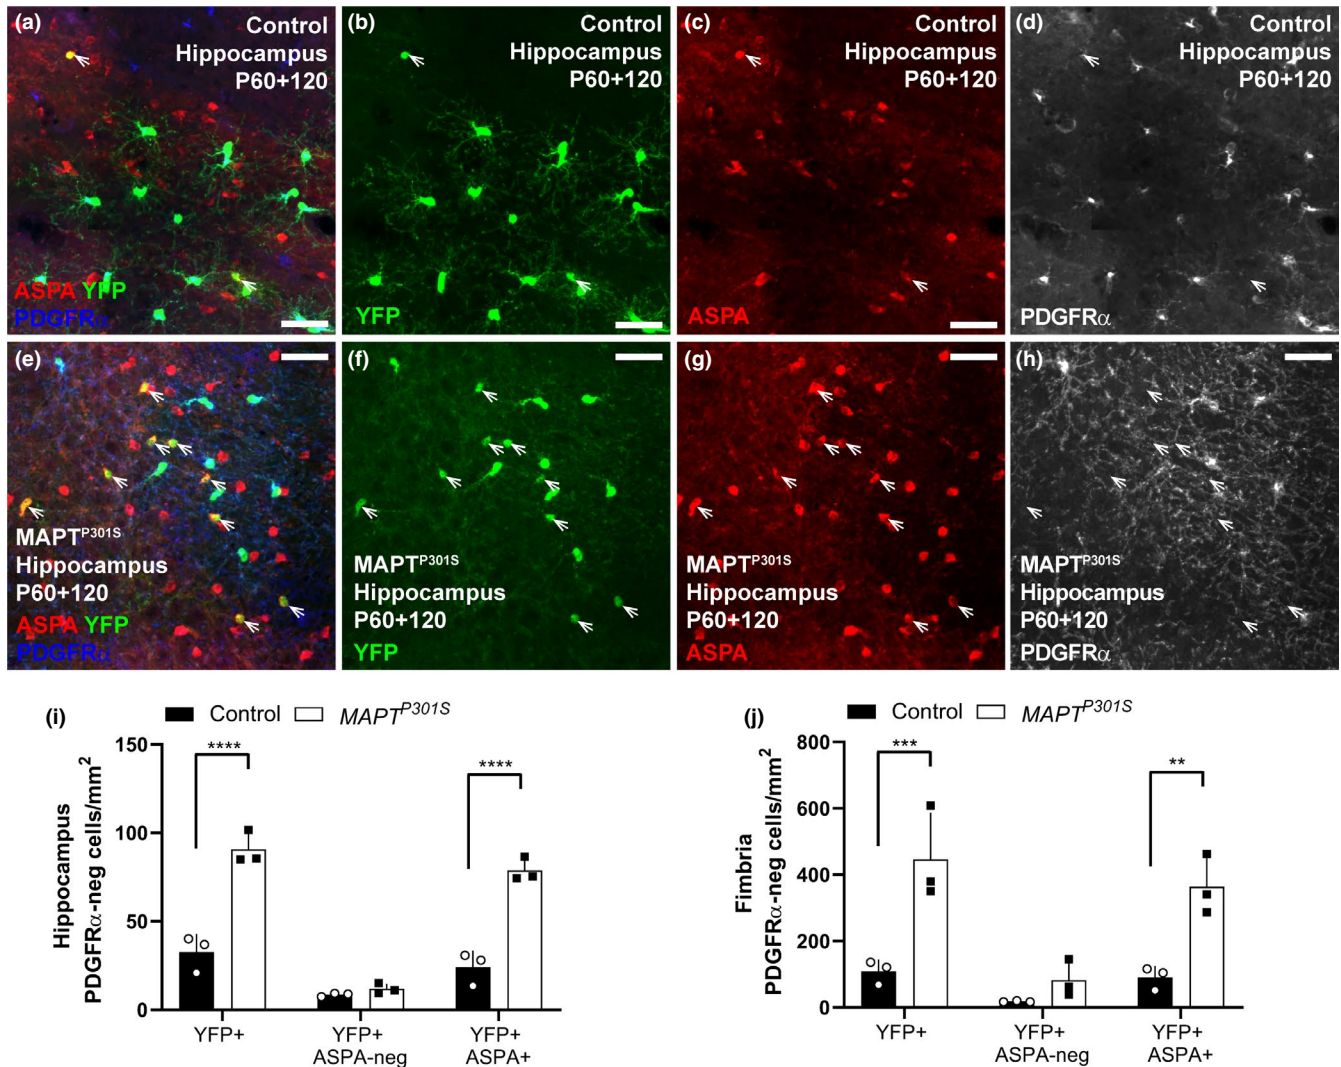 (a)
Control
Hippocampus
P60+120
ASPA YFP
PDGFRα
(b)
Control
Hippocampus
P60+120
YFP
(c)
Control
Hippocampus
P60+120
ASPA
(d)
Control
Hippocampus
P60+120
PDGFRα
(e)
MAPTP301S
Hippocampus
P60+120
ASPA YFP
PDGFRα
(f)
MAPTP301S
Hippocampus
P60+120
YFP
(g)
MAPTP301S
Hippocampus
P60+120
ASPA
(h)
MAPTP301S
Hippocampus
P60+120
PDGFRα
(i)
Control MAPTP301S
Hippocampus
PDGFRα-neg cells/mm2
150
100
50
0
****
****
YFP+
YFP+
ASPA-neg
YFP+
ASPA+
(j)
Control MAPTP301S
Fimbria
PDGFRα-neg cells/mm2
800
600
400
200
0
***
**
YFP+
YFP+
ASPA-neg
YFP+
ASPA+